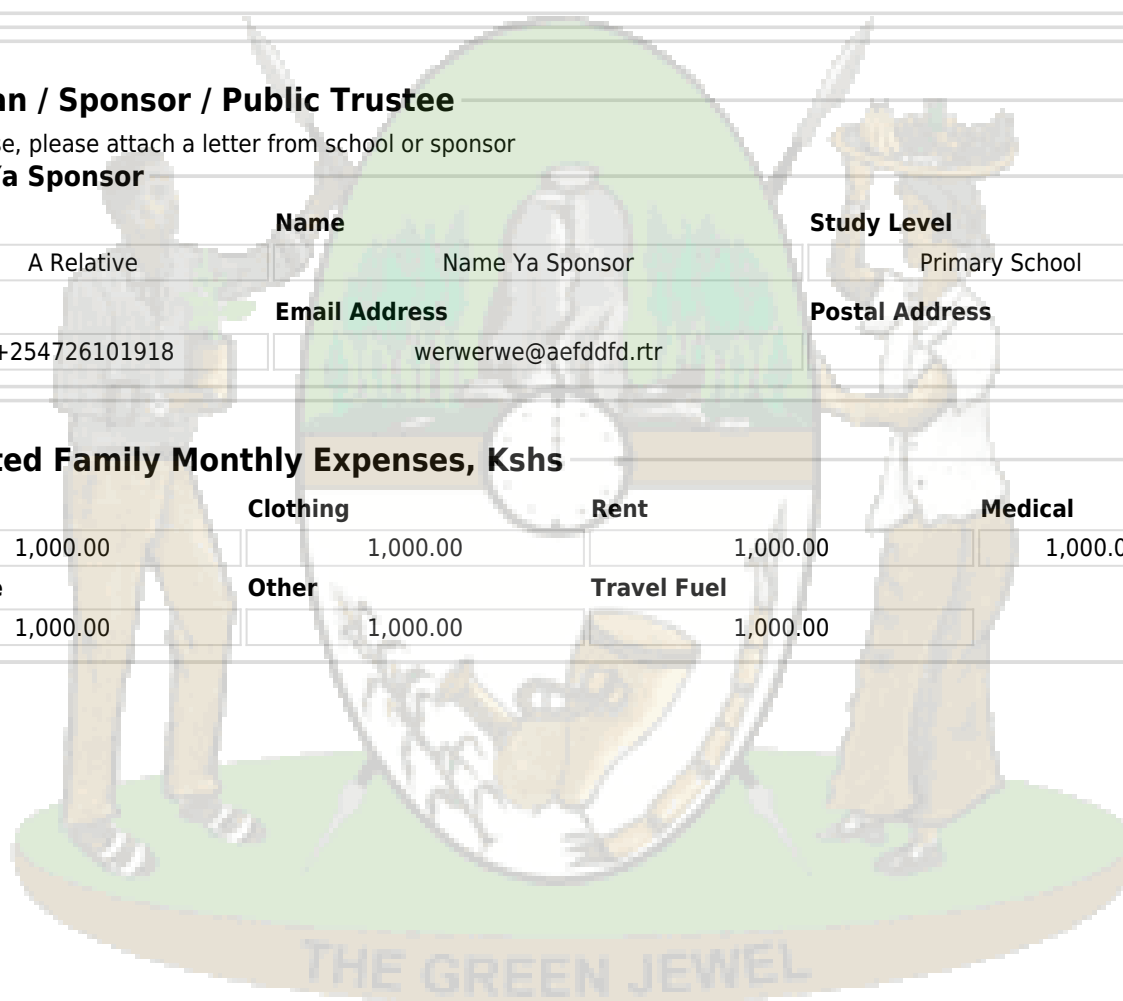 an / Sponsor / Public Trustee
se, please attach a letter from school or sponsor
Ya Sponsor
Name Study Level
A Relative Name Ya Sponsor Primary School
Email Address Postal Address
+254726101918 werwerwe@aefddfd.rtr
ted Family Monthly Expenses, Kshs
Clothing Rent Medical
1,000.00 1,000.00 1,000.00 1,000.0
e Other Travel Fuel
1,000.00 1,000.00 1,000.00
THE GREEN JEWEL